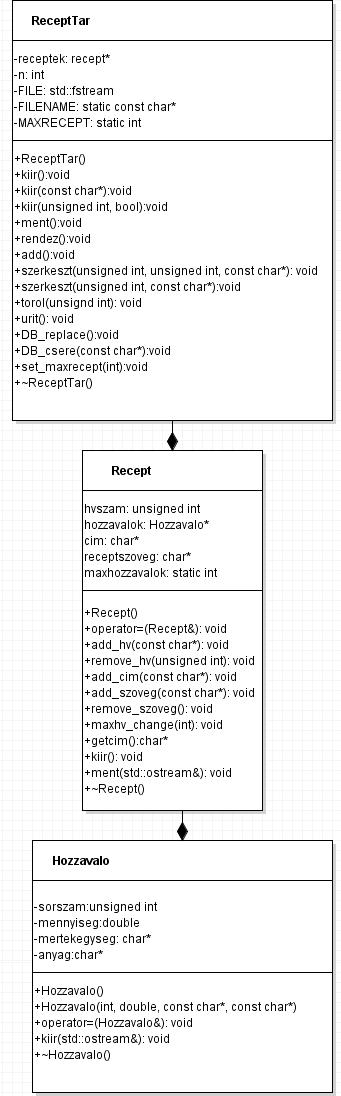 ReceptTar
-receptek: recept*
-n: int
-FILE: std::fstream
-FILENAME: static const char*
-MAXRECEPT: static int
+ReceptTar()
+kiir():void
+kiir(const char*):void
+kiir(unsigned int, bool):void
+ment():void
+rendez():void
+add():void
+szerkeszt(unsigned int, unsigned int, const char*): void
+szerkeszt(unsigned int, const char*):void
+torol(unsignd int): void
+urit(): void
+DB_replace():void
+DB_csere(const char*):void
+set_maxrecept(int):void
+~ReceptTar()
Recept
hvszam: unsigned int
hozzavalok: Hozzavalo*
cim: char*
receptszoveg: char*
maxhozzavalok: static int
+Recept()
+operator=(Recept&): void
+add_hv(const char*): void
+remove_hv(unsigned int): void
+add_cim(const char*): void
+add_szoveg(const char*): void
+remove_szoveg(): void
+maxhv_change(int): void
+getcim():char*
+kiir(): void
+ment(std::ostream&): void
+~Recept()
Hozzavalo
-sorszam:unsigned int
-mennyiseg:double
-mertekegyseg: char*
-anyag:char*
+Hozzavalo()
+Hozzavalo(int, double, const char*, const char*)
+operator=(Hozzavalo&): void
+kiir(std::ostream&): void
+~Hozzavalo()